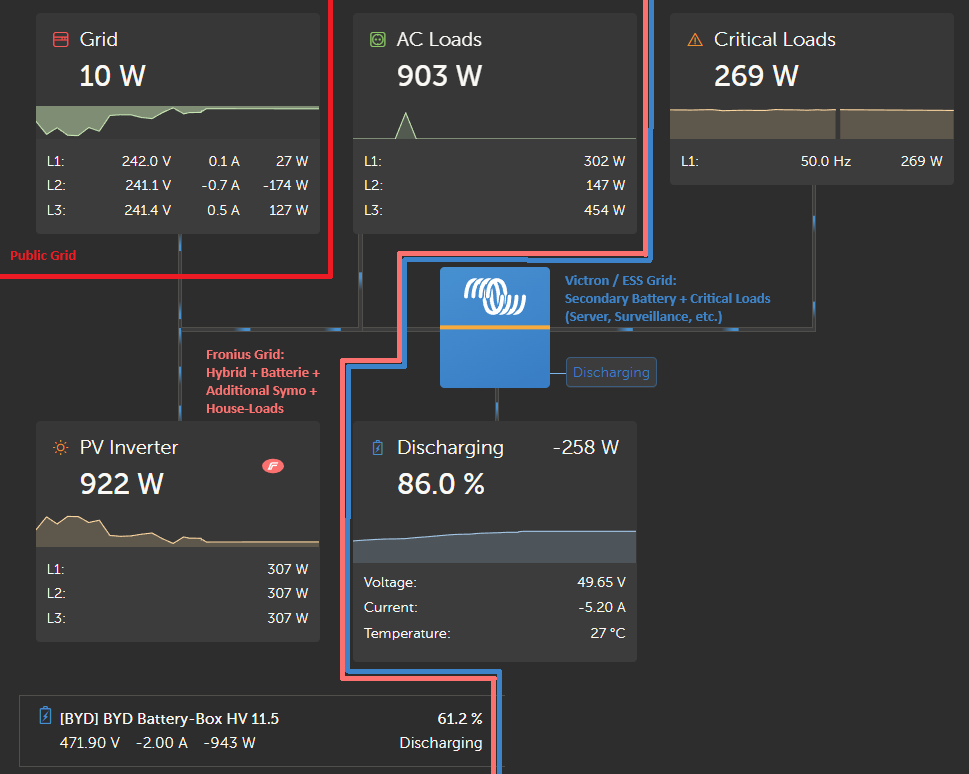 Grid
10 W
L1: 242.0 V 0.1 A 27 W
L2: 241.1 V -0.7 A -174 W
L3: 241.4 V 0.5 A 127 W
Public Grid
AC Loads
903 W
L1: 302 W
L2: 147 W
L3: 454 W
Critical Loads
269 W
L1: 50.0 Hz 269 W
Victron / ESS Grid:
Secondary Battery + Critical Loads
(Server, Surveillance, etc.)
Discharging
Fronius Grid:
Hybrid + Batterie +
Additional Symo +
House-Loads
PV Inverter
922 W
L1: 307 W
L2: 307 W
L3: 307 W
Discharging -258 W
86.0 %
Voltage: 49.65 V
Current: -5.20 A
Temperature: 27 °C
[BYD] BYD Battery-Box HV 11.5 61.2 %
471.90 V -2.00 A -943 W Discharging